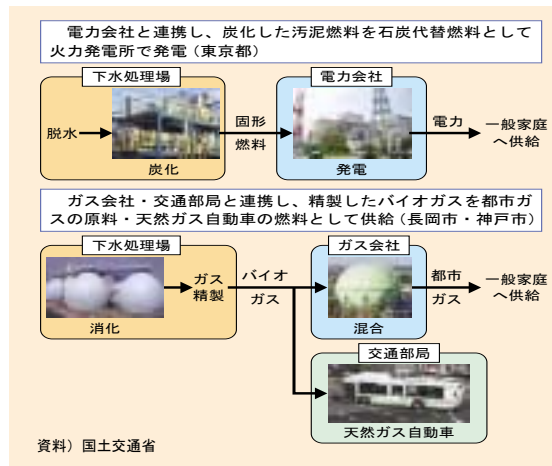 電力会社と連携し、炭化した汚泥燃料を石炭代替燃料として
火力発電所で発電（東京都）
下水処理場
電力会社
脱水
炭化
固形
燃料
発電
電力
一般家庭
へ供給
ガス会社・交通部局と連携し、精製したバイオガスを都市ガ
スの原料・天然ガス自動車の燃料として供給（長岡市・神戸市）
下水処理場
ガス会社
消化
ガス
精製
バイオ
ガス
混合
都市
ガス
一般家庭
へ供給
交通部局
天然ガス自動車
資料）国土交通省